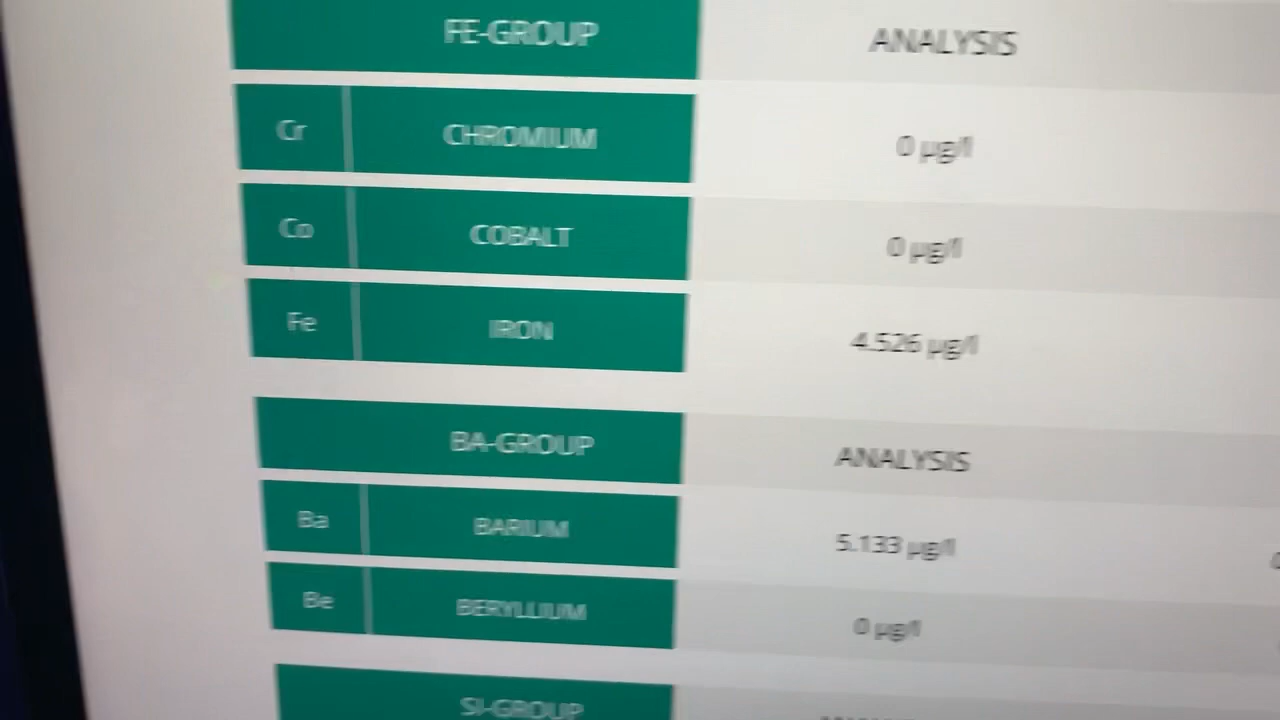 FE-GROUP ANALYSIS
Cr CHROMIUM 0 µg/l
Co COBALT 0 µg/l
Fe IRON 4.526 µg/l
BA-GROUP ANALYSIS
Ba BARIUM 5.133 µg/l
Be BERYLLIUM 0 µg/l
SI-GROUP